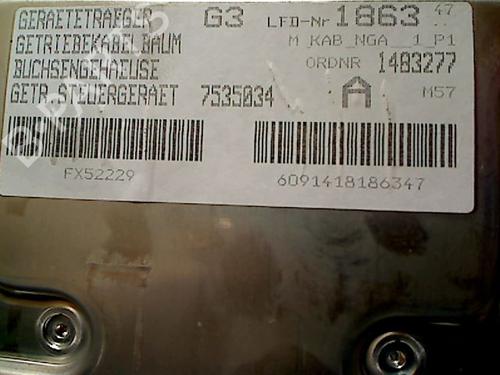 GERAETETRAEGER G3 LFD-Nr 1863 47
GETRIEBEKABELBAUM M_KAB_NGA__1_P1
BUCHSENGEHAEUSE ORDNR 1483277
GETR.STEUERGERAET 7535034 A M57
FX52229 6091418186347